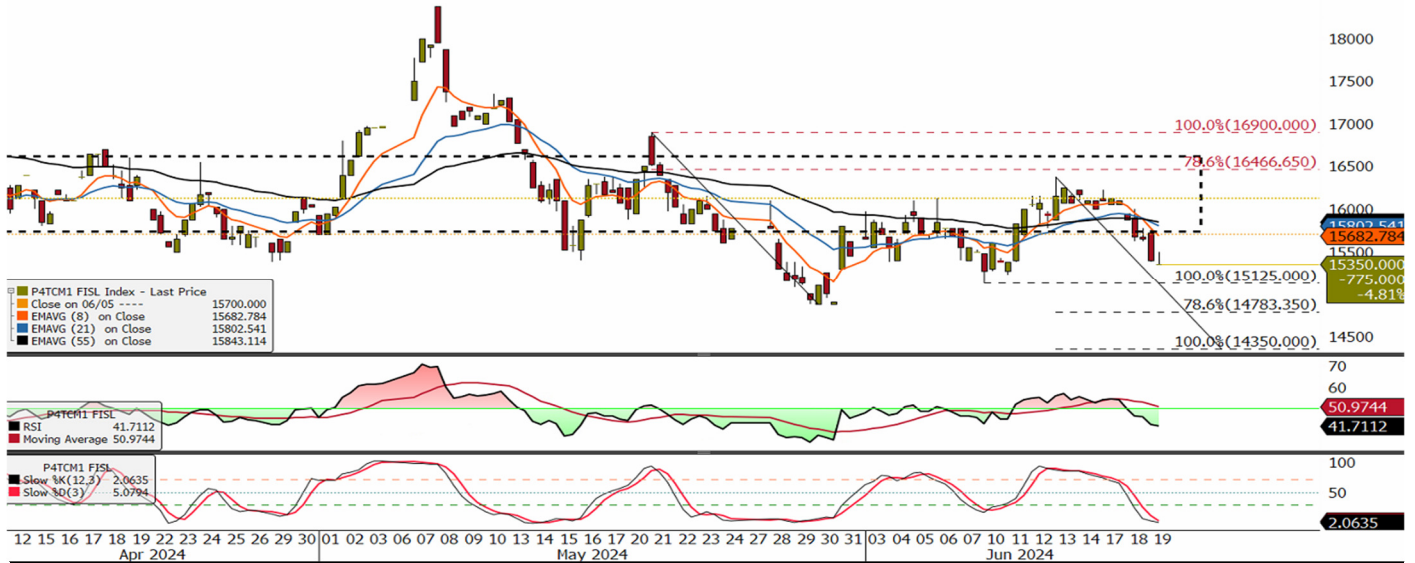 18000
17500
17000
16500
16000
15500
14500
100.0%(16900.000)
78.6%(16466.650)
15802.541
15682.784
15350.000
-775.000
-4.81%
100.0%(15125.000)
78.6%(14783.350)
100.0%(14350.000)
P4TCM1 FISL Index - Last Price
Close on 06/05 ---- 15700.000
EMAVG (8) on Close 15682.784
EMAVG (21) on Close 15802.541
EMAVG (55) on Close 15843.114
70
60
50.9744
41.7112
P4TCM1 FISL
RSI 41.7112
Moving Average 50.9744
100
50
2.0635
P4TCM1 FISL
Slow %K(12,3) 2.0635
Slow %D(3) 5.0794
12 15 16 17 18 22 23 24 25 26 29 30 01 02 03 06 07 08 09 10 13 14 15 16 17 20 21 22 23 24 27 28 29 30 31 03 04 05 06 07 10 11 12 13 14 17 18 19
Apr 2024 May 2024 Jun 2024